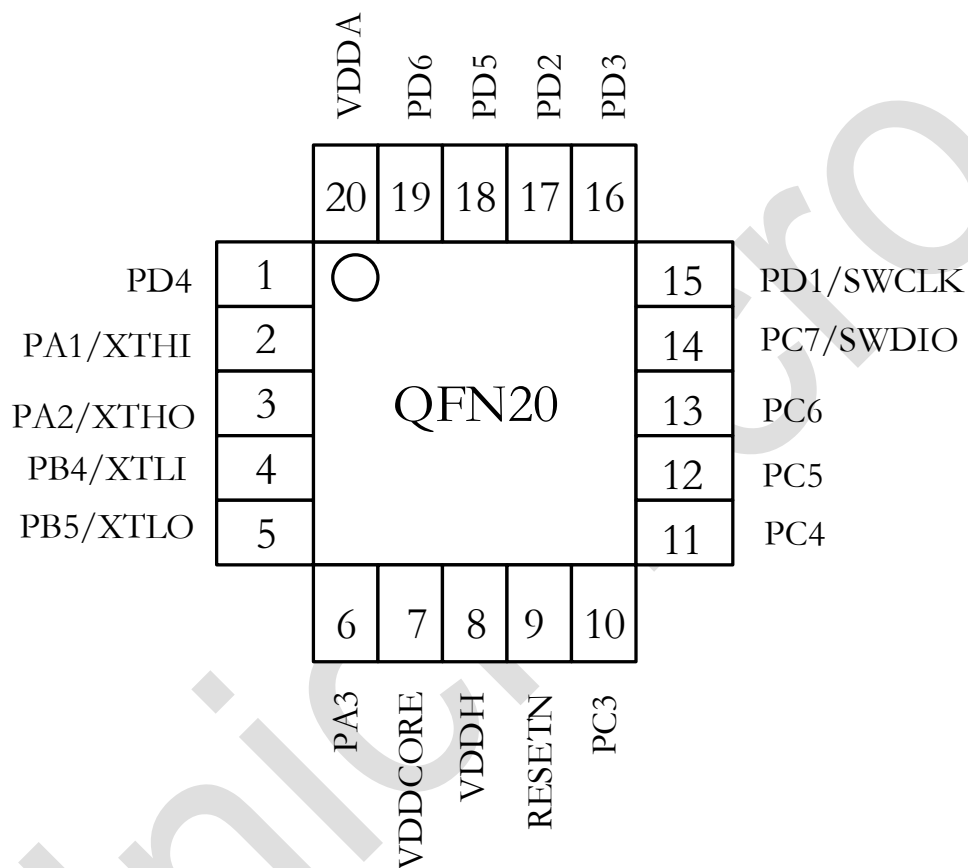 VDDA
PD6
PD5
PD2
PD3
20 19 18 17 16
PD4 1
PA1/XTHI 2
PA2/XTHO 3
PB4/XTLI 4
PB5/XTLO 5
QFN20
15 PD1/SWCLK
14 PC7/SWDIO
13 PC6
12 PC5
11 PC4
6 7 8 9 10
PA3
VDDCORE
VDDH
RESETN
PC3